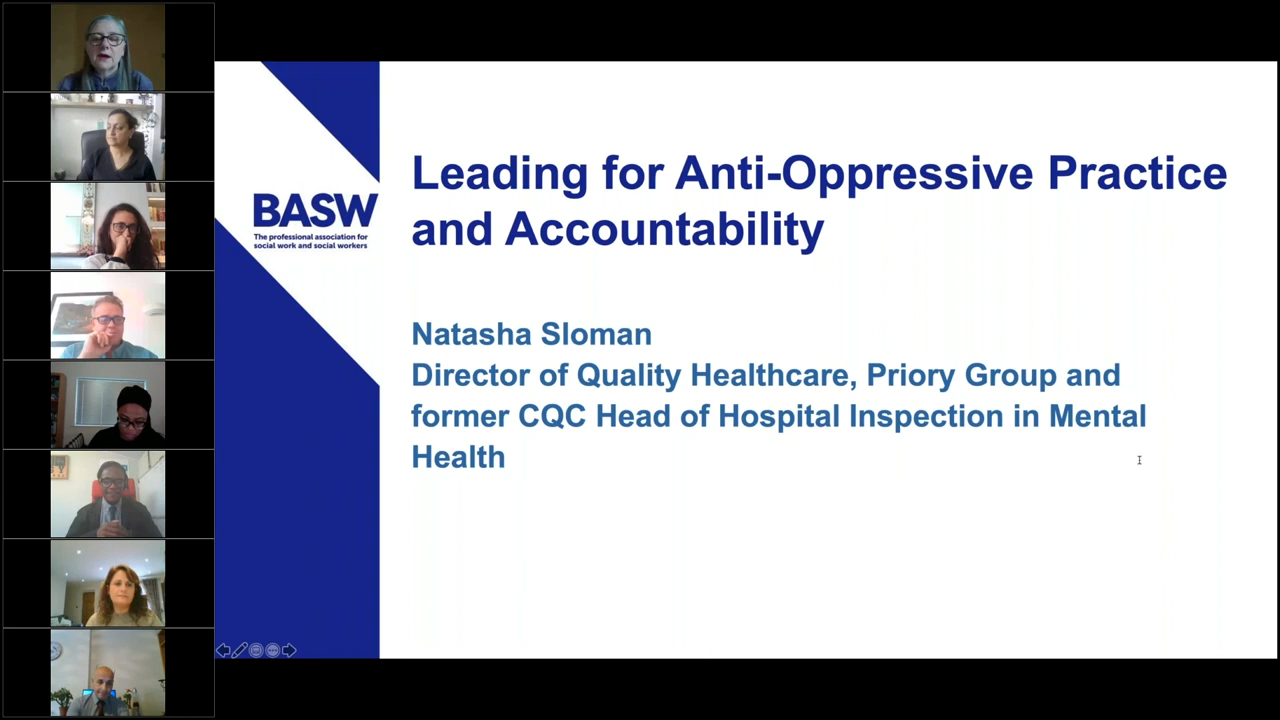 BASW
The professional association for
social work and social workers
Leading for Anti-Oppressive Practice
and Accountability
Natasha Sloman
Director of Quality Healthcare, Priory Group and
former CQC Head of Hospital Inspection in Mental
Health